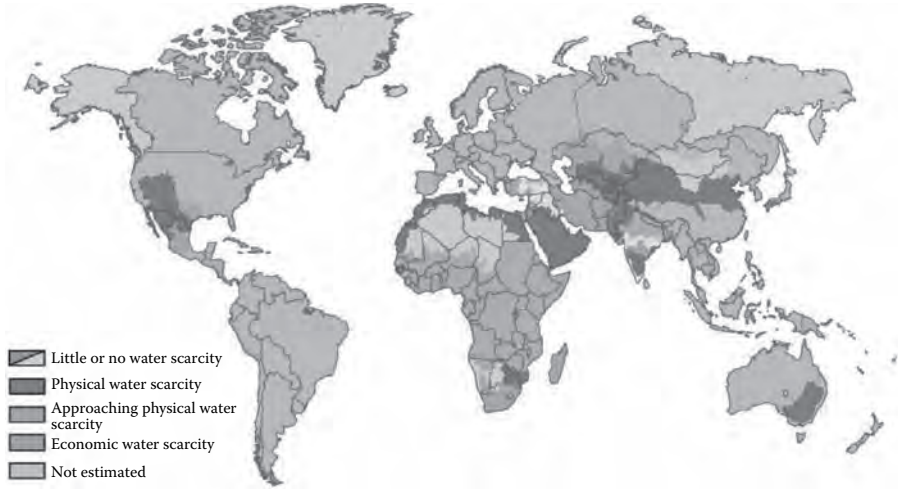 Little or no water scarcity
Physical water scarcity
Approaching physical water
scarcity
Economic water scarcity
Not estimated